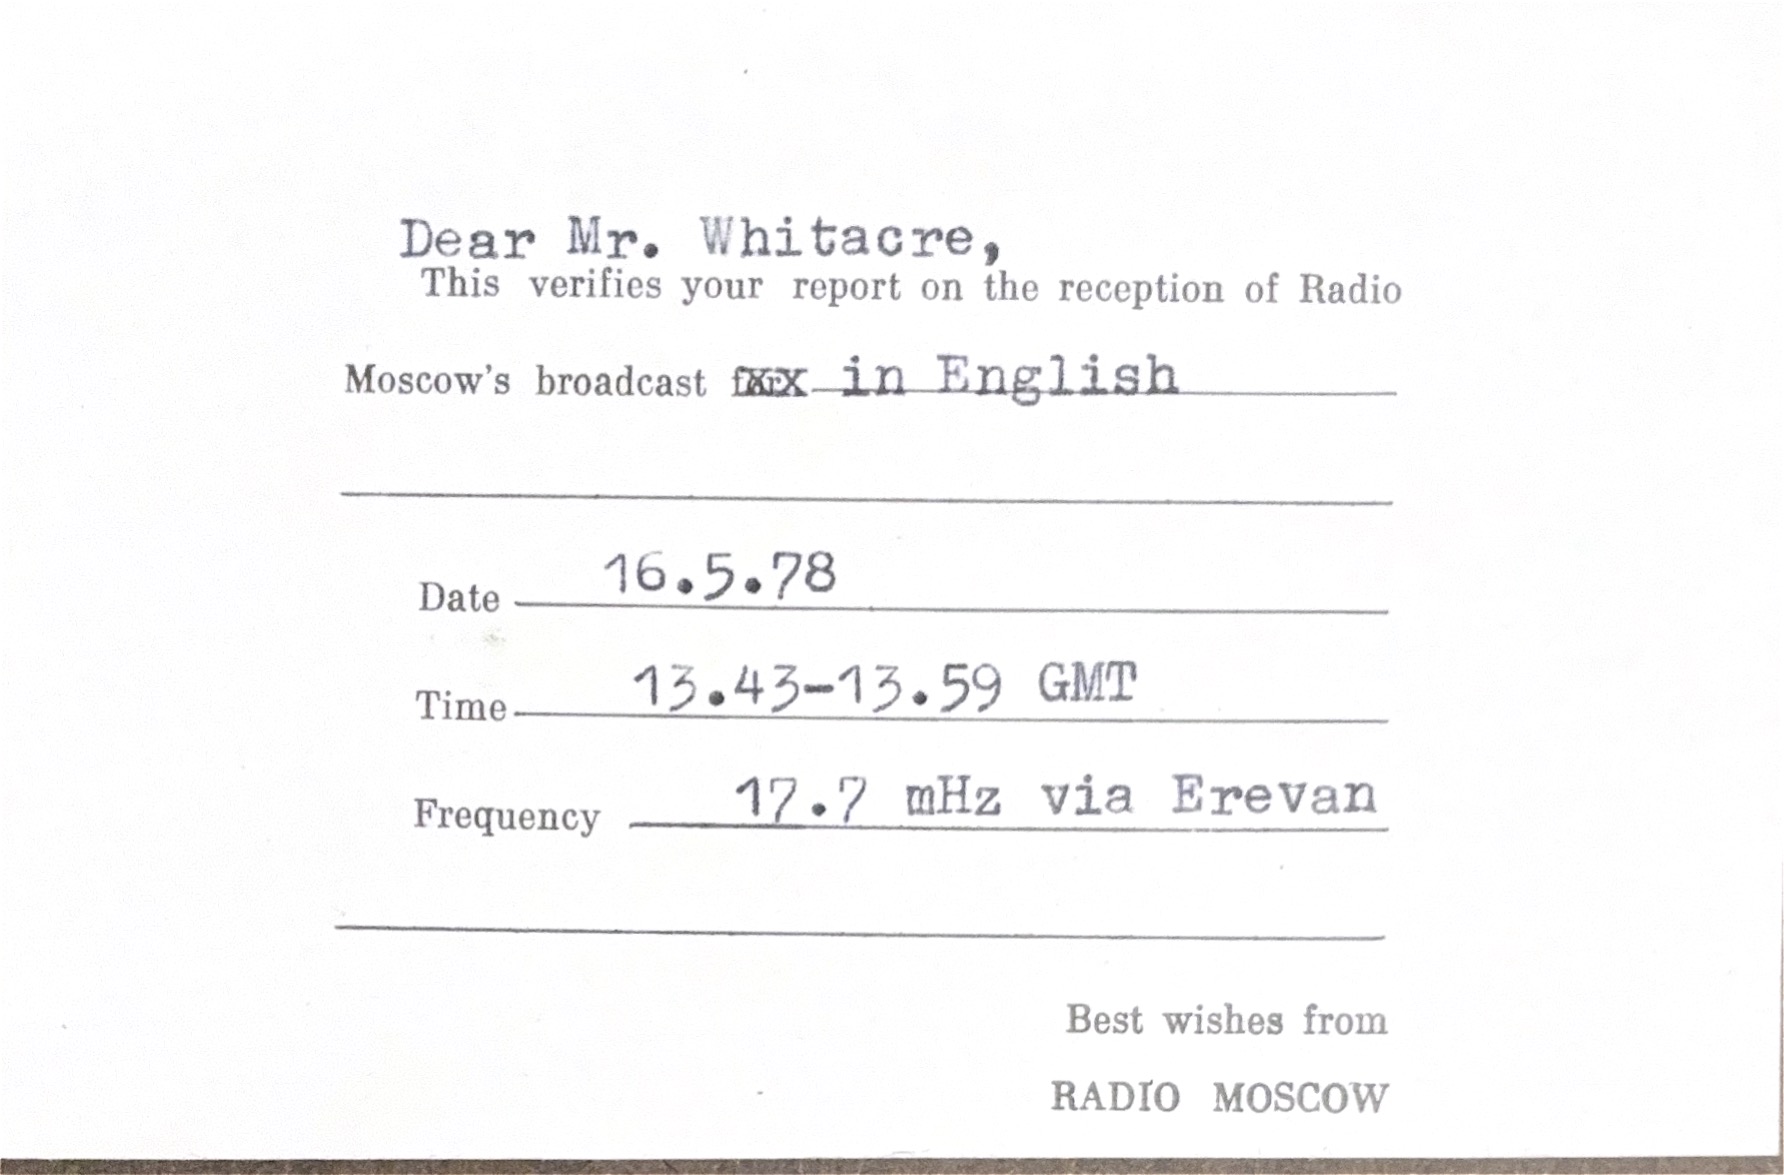 Dear Mr. Whitacre,
This verifies your report on the reception of Radio
Moscow's broadcast in English
Date 16.5.78
Time 13.43-13.59 GMT
Frequency 17.7 mHz via Erevan
Best wishes from
RADIO MOSCOW